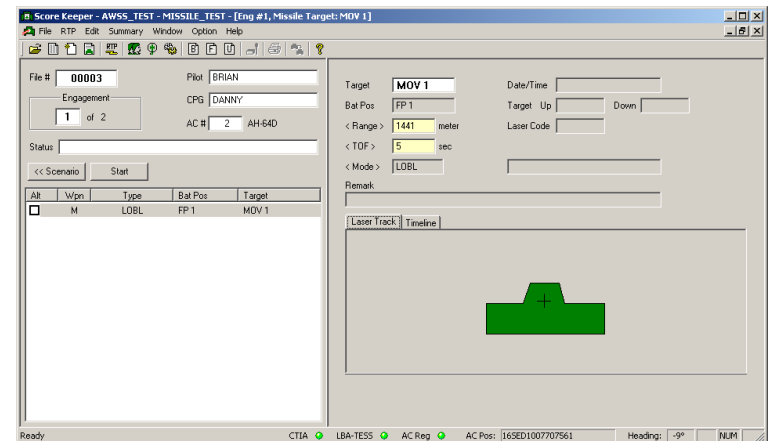 Score Keeper - AWSS_TEST - MISSILE_TEST - [Eng #1, Missile Target: MOV 1]
File RTP Edit Summary Window Option Help
File # 00003
Pilot BRIAN
Engagement
1 of 2
CPG DANNY
AC # 2 AH-64D
Status
<< Scenario Start
Alt Wpn Type Bat Pos Target
M LOBL FP 1 MOV 1
Target MOV 1 Date/Time
Bat Pos FP 1 Target Up Down
< Range > 1441 meter Laser Code
< TOF > 5 sec
< Mode > LOBL
Remark
Laser Track Timeline
Ready CTIA LBA-TESS AC Reg AC Pos: 16SED1007707561 Heading: -9° NUM